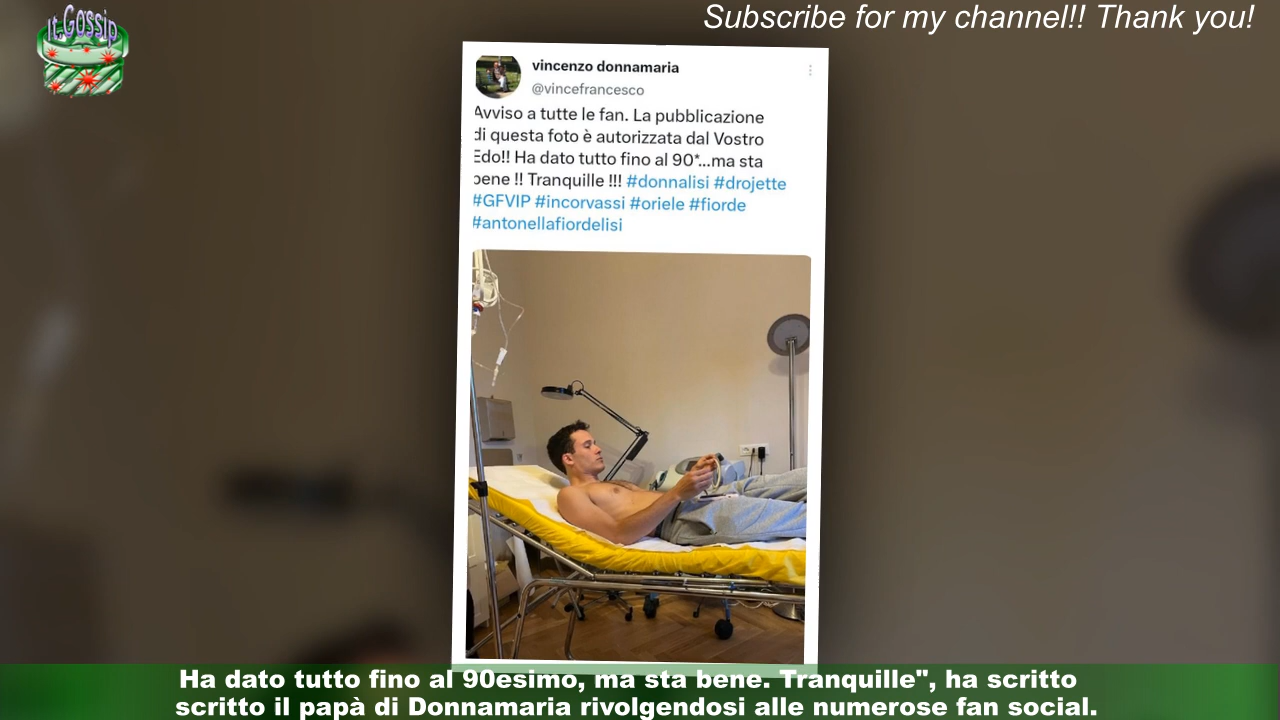 It.Gossip
Subscribe for my channel!! Thank you!
vincenzo donnamaria
@vincefrancesco
Avviso a tutte le fan. La pubblicazione
di questa foto è autorizzata dal Vostro
Edo!! Ha dato tutto fino al 90*...ma sta
bene !! Tranquille !!! #donnalisi #drojette
#GFVIP #incorvassi #oriele #fiorde
#antonellafiordelisi
Ha dato tutto fino al 90esimo, ma sta bene. Tranquille", ha scritto
scritto il papà di Donnamaria rivolgendosi alle numerose fan social.